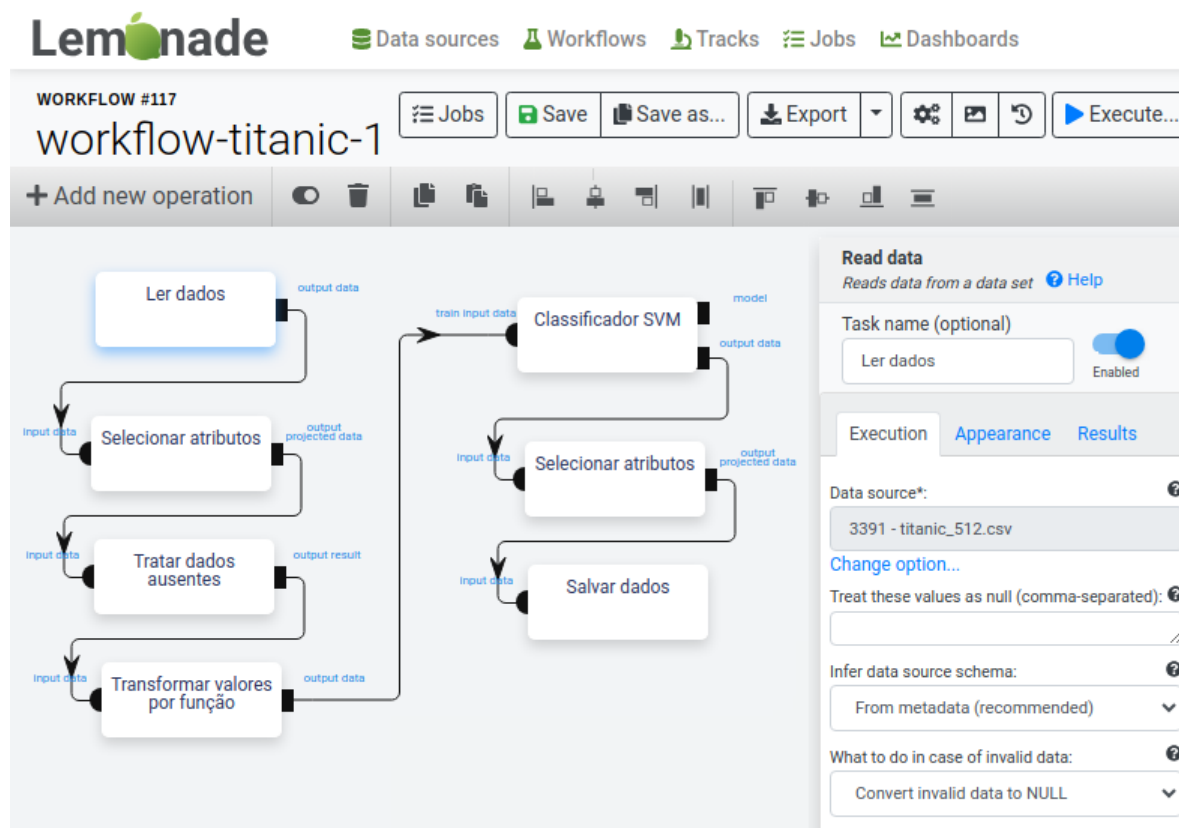 Lemonade
Data sources
Workflows
Tracks
Jobs
Dashboards
WORKFLOW #117
workflow-titanic-1
Jobs
Save
Save as...
Export
Execute...
Add new operation
Ler dados
output data
input data
Selecionar atributos
output
projected data
input data
Tratar dados
ausentes
output result
input data
Transformar valores
por função
output data
train input data
Classificador SVM
model
output data
input data
Selecionar atributos
output
projected data
input data
Salvar dados
Read data
Reads data from a data set
Help
Task name (optional)
Ler dados
Enabled
Execution
Appearance
Results
Data source*:
3391 - titanic_512.csv
Change option...
Treat these values as null (comma-separated):
Infer data source schema:
From metadata (recommended)
What to do in case of invalid data:
Convert invalid data to NULL